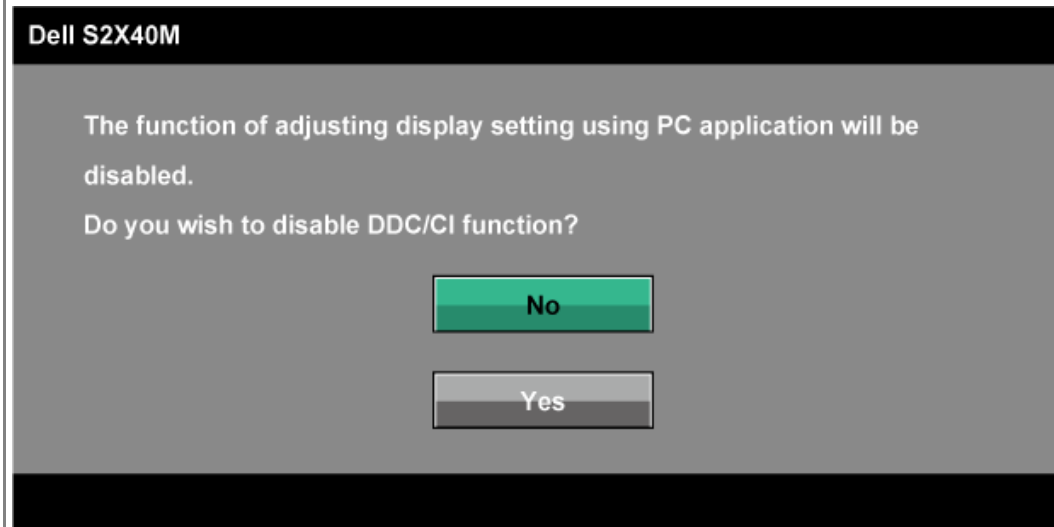 Dell S2X40M
The function of adjusting display setting using PC application will be
disabled.
Do you wish to disable DDC/CI function?
No
Yes